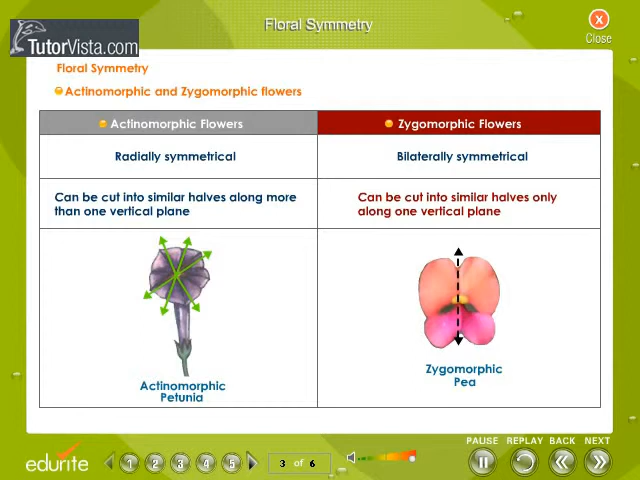 Floral Symmetry
X
Close
TutorVista.com
Floral Symmetry
Actinomorphic and Zygomorphic flowers
Actinomorphic Flowers
Zygomorphic Flowers
Radially symmetrical
Bilaterally symmetrical
Can be cut into similar halves along more
than one vertical plane
Can be cut into similar halves only
along one vertical plane
Actinomorphic
Petunia
Zygomorphic
Pea
PAUSE REPLAY BACK NEXT
edurite
1 2 3 4 5
3 of 6